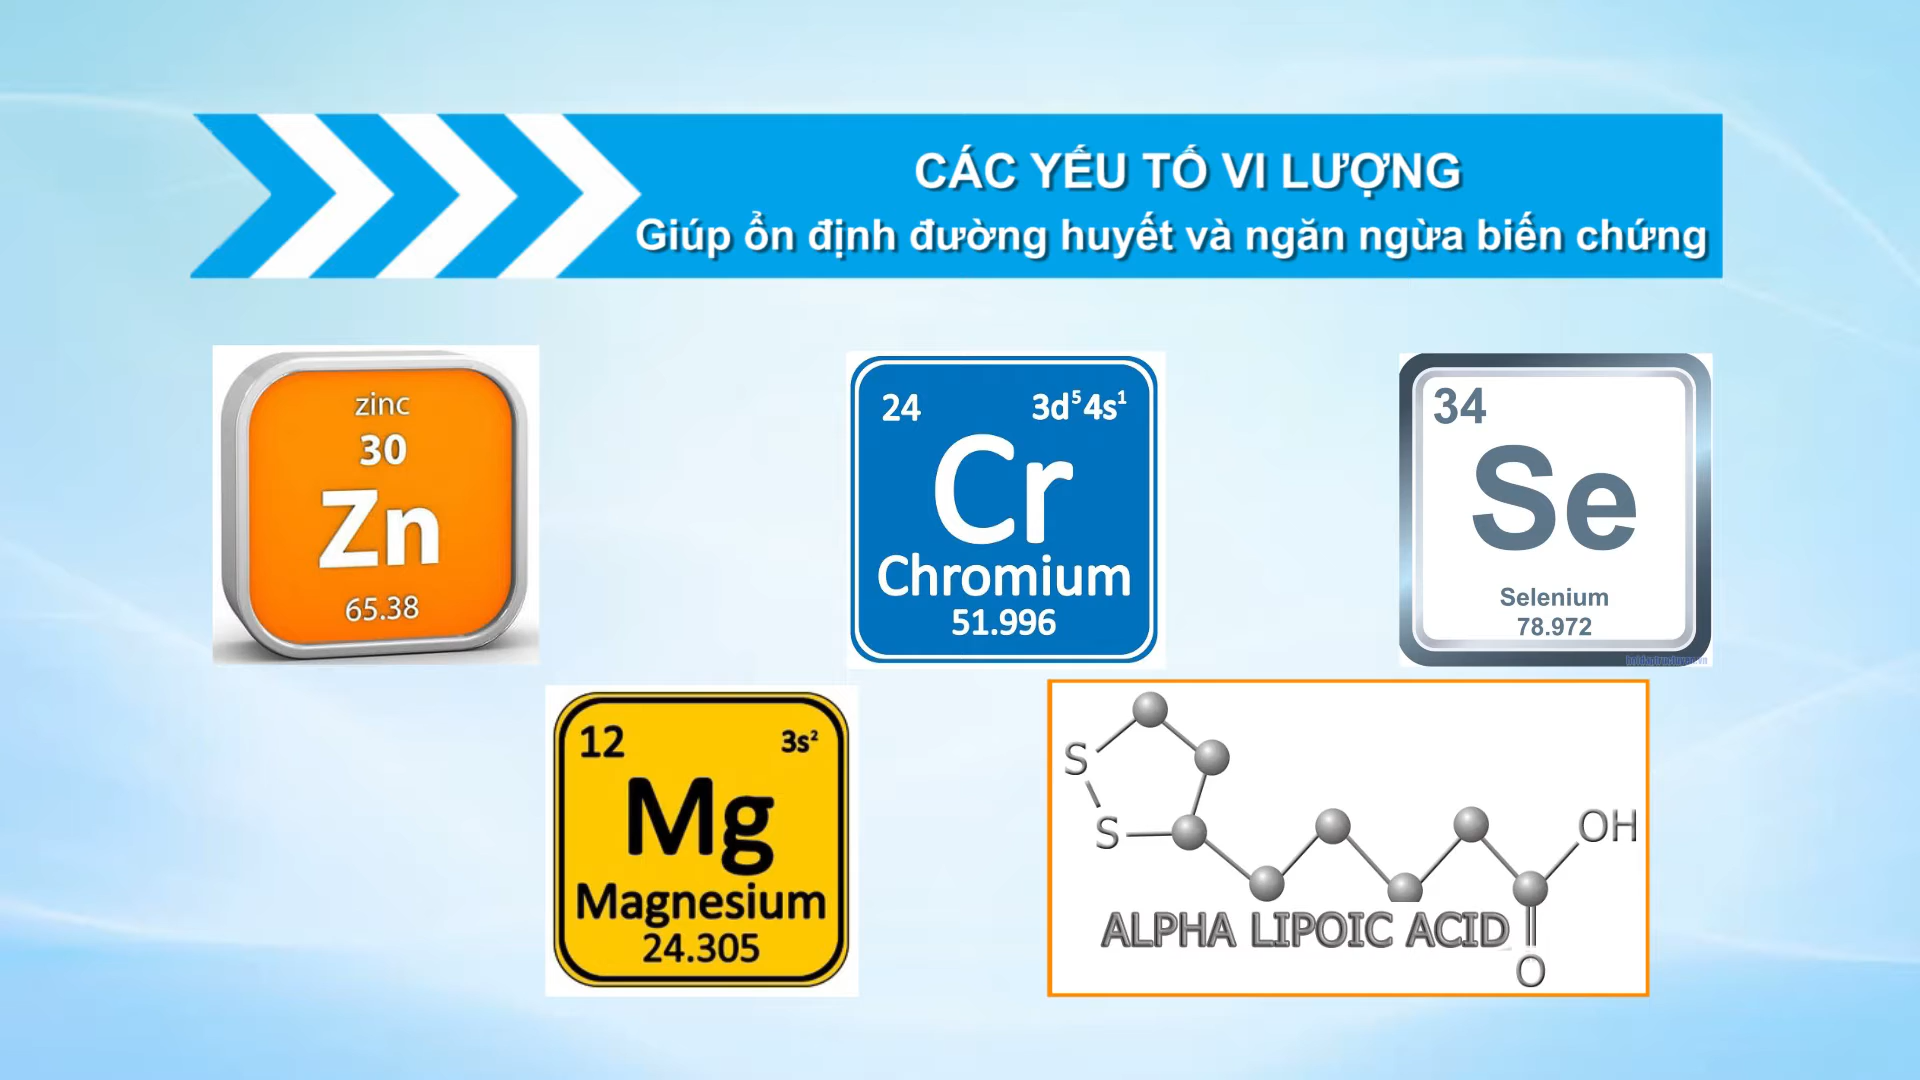 CÁC YẾU TỐ VI LƯỢNG
Giúp ổn định đường huyết và ngăn ngừa biến chứng
zinc
30
Zn
65.38
24 3d⁵4s¹
Cr
Chromium
51.996
34
Se
Selenium
78.972
12 3s²
Mg
Magnesium
24.305
S
S
OH
ALPHA LIPOIC ACID
O